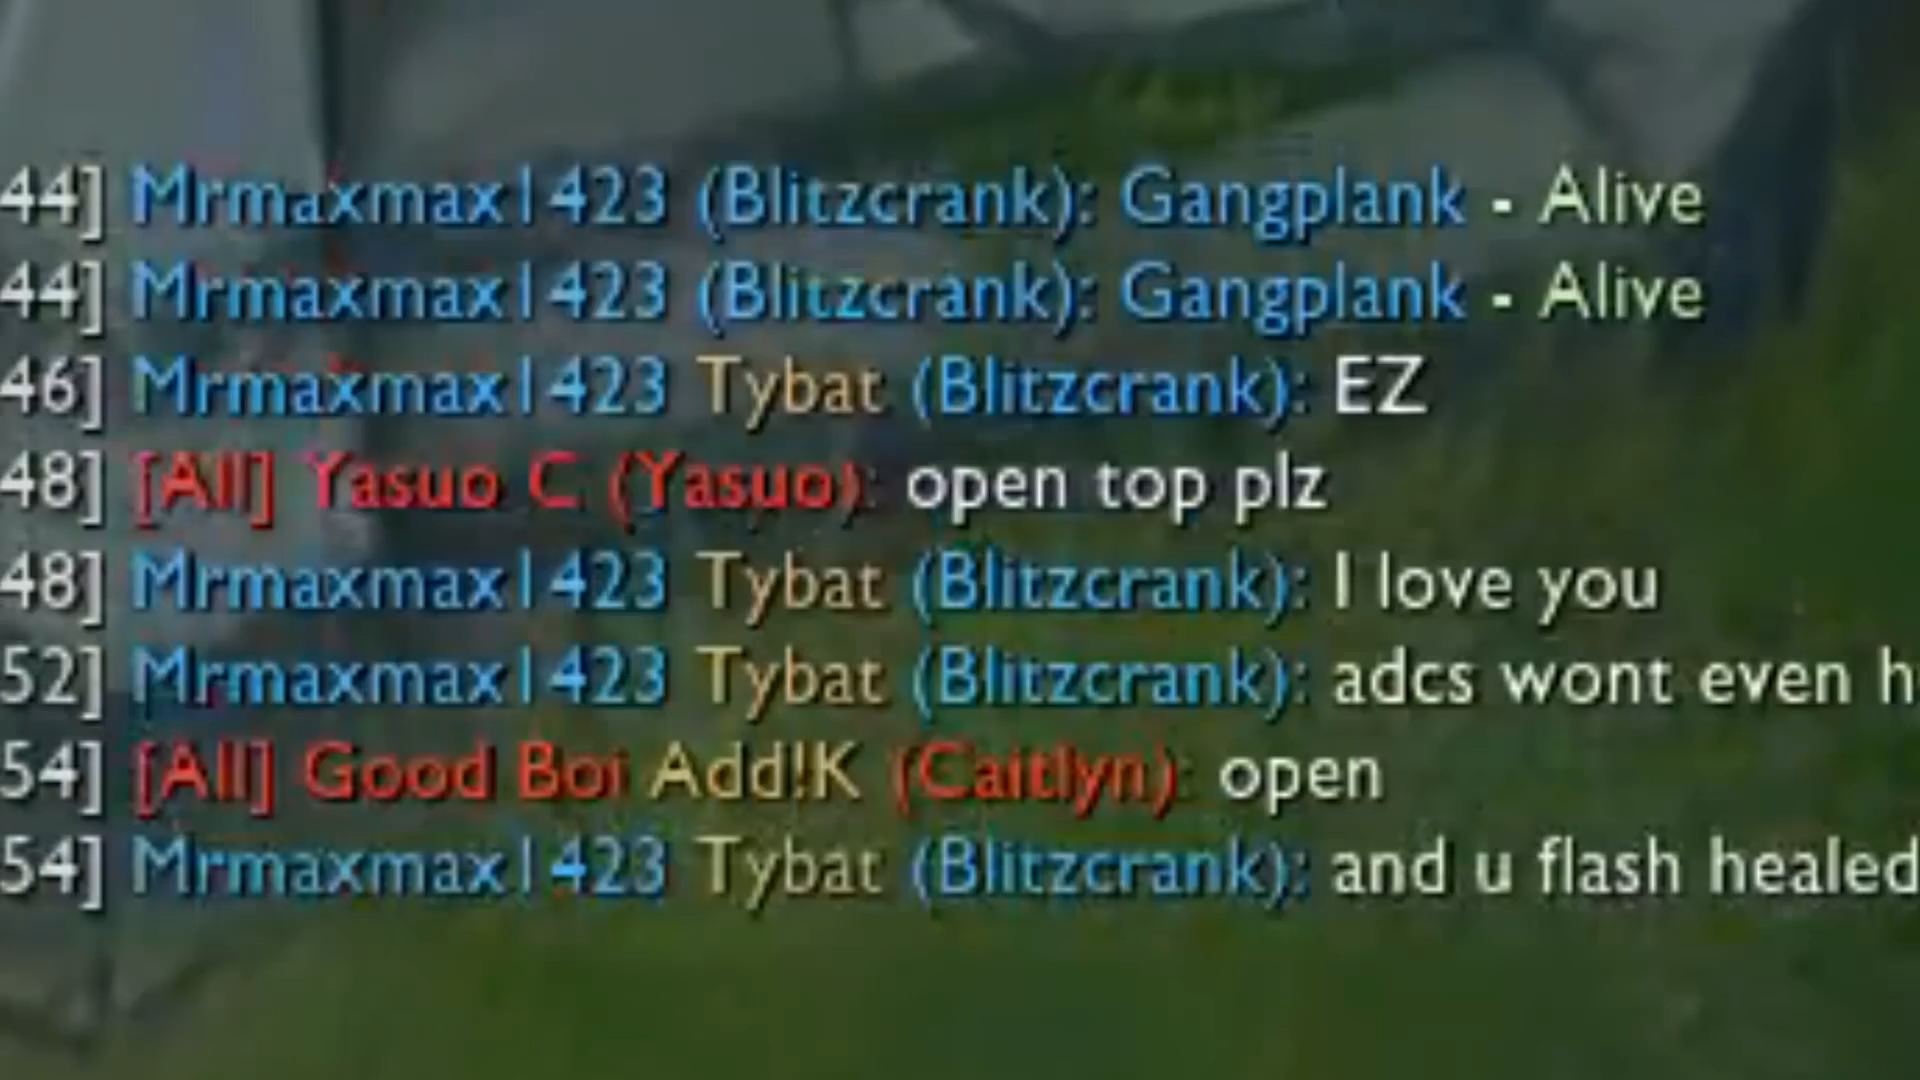 44] Mrmaxmax1423 (Blitzcrank): Gangplank - Alive
44] Mrmaxmax1423 (Blitzcrank): Gangplank - Alive
46] Mrmaxmax1423 Tybat (Blitzcrank): EZ
48] [All] Yasuo C (Yasuo): open top plz
48] Mrmaxmax1423 Tybat (Blitzcrank): I love you
52] Mrmaxmax1423 Tybat (Blitzcrank): adcs wont even
54] [All] Good Boi Add!K (Caitlyn): open
54] Mrmaxmax1423 Tybat (Blitzcrank): and u flash healed